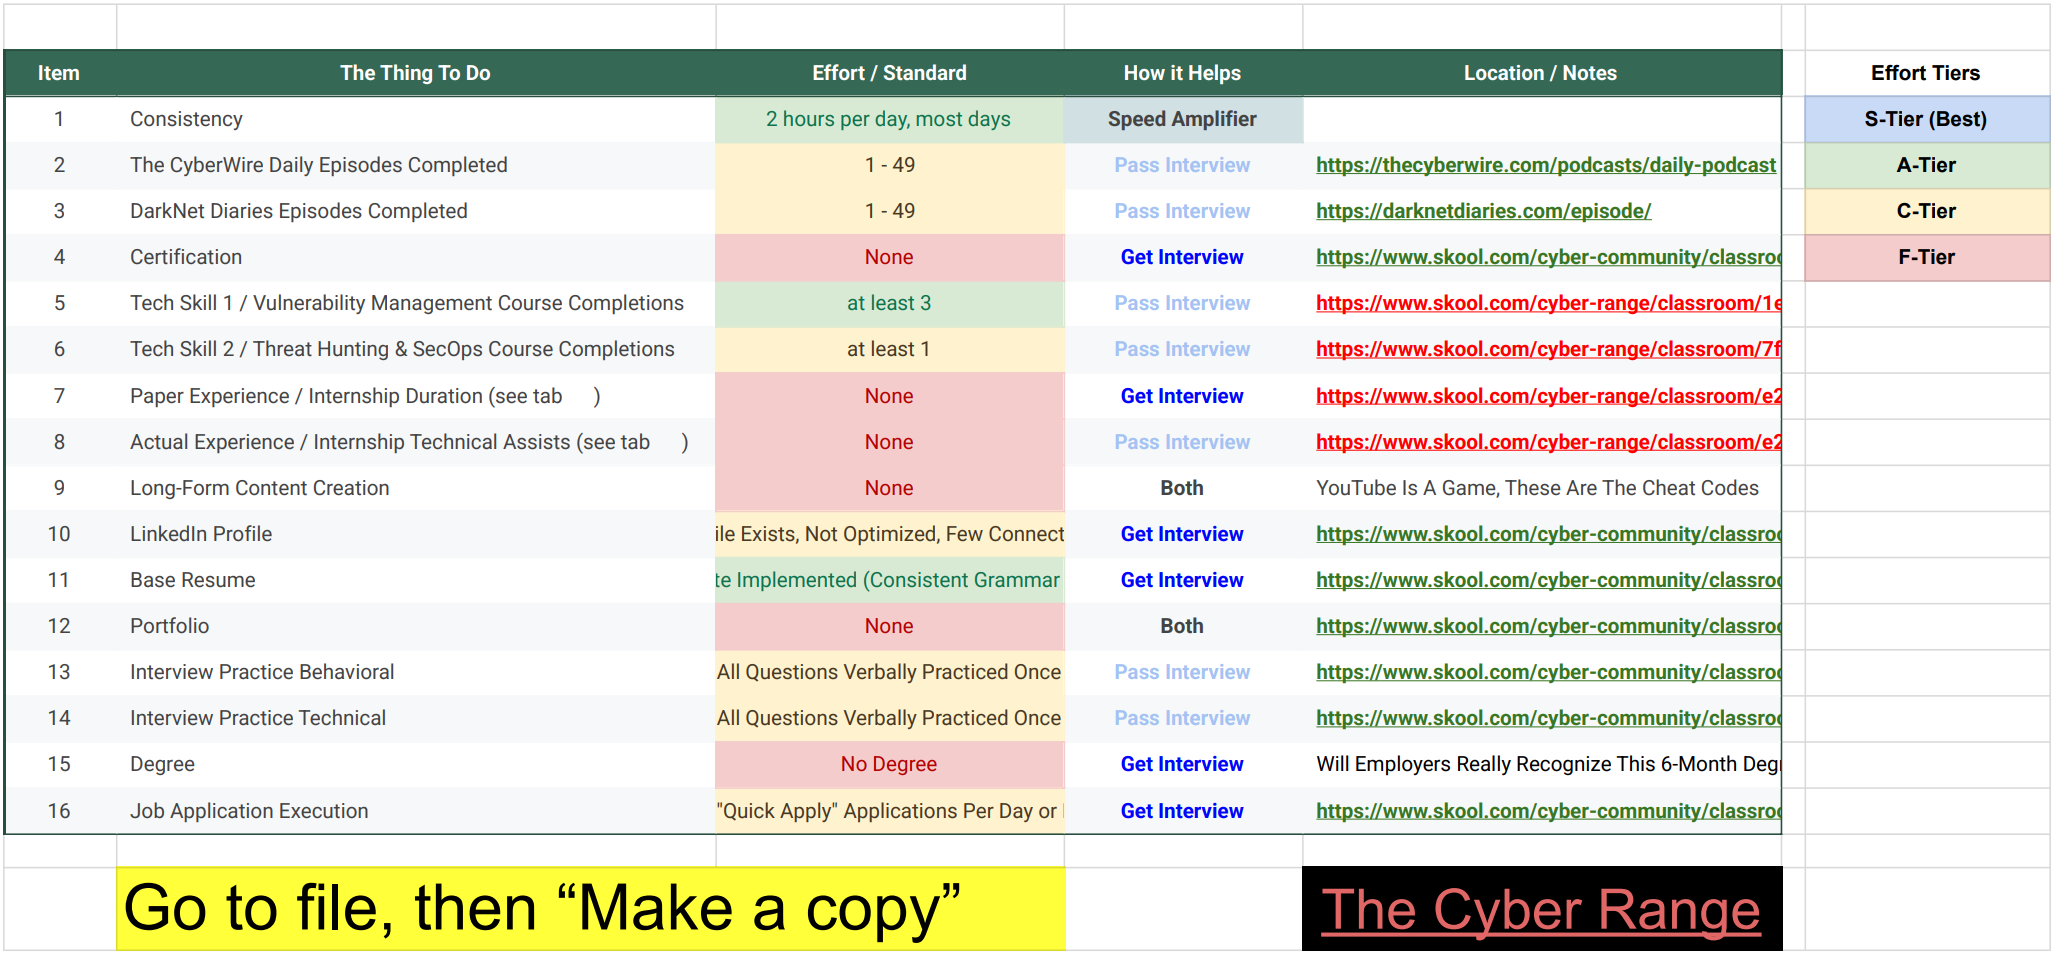 Item The Thing To Do Effort / Standard How it Helps Location / Notes Effort Tiers
1 Consistency 2 hours per day, most days Speed Amplifier S-Tier (Best)
2 The CyberWire Daily Episodes Completed 1 - 49 Pass Interview https://thecyberwire.com/podcasts/daily-podcast A-Tier
3 DarkNet Diaries Episodes Completed 1 - 49 Pass Interview https://darknetdiaries.com/episode/ C-Tier
4 Certification None Get Interview https://www.skool.com/cyber-community/classroo F-Tier
5 Tech Skill 1 / Vulnerability Management Course Completions at least 3 Pass Interview https://www.skool.com/cyber-range/classroom/1e
6 Tech Skill 2 / Threat Hunting & SecOps Course Completions at least 1 Pass Interview https://www.skool.com/cyber-range/classroom/7f
7 Paper Experience / Internship Duration (see tab ) None Get Interview https://www.skool.com/cyber-range/classroom/e2
8 Actual Experience / Internship Technical Assists (see tab ) None Pass Interview https://www.skool.com/cyber-range/classroom/e2
9 Long-Form Content Creation None Both YouTube Is A Game, These Are The Cheat Codes
10 LinkedIn Profile ile Exists, Not Optimized, Few Connect Get Interview https://www.skool.com/cyber-community/classroo
11 Base Resume te Implemented (Consistent Grammar Get Interview https://www.skool.com/cyber-community/classroo
12 Portfolio None Both https://www.skool.com/cyber-community/classroo
13 Interview Practice Behavioral All Questions Verbally Practiced Once Pass Interview https://www.skool.com/cyber-community/classroo
14 Interview Practice Technical All Questions Verbally Practiced Once Pass Interview https://www.skool.com/cyber-community/classroo
15 Degree No Degree Get Interview Will Employers Really Recognize This 6-Month Deg
16 Job Application Execution "Quick Apply" Applications Per Day or Get Interview https://www.skool.com/cyber-community/classroo
Go to file, then “Make a copy” The Cyber Range